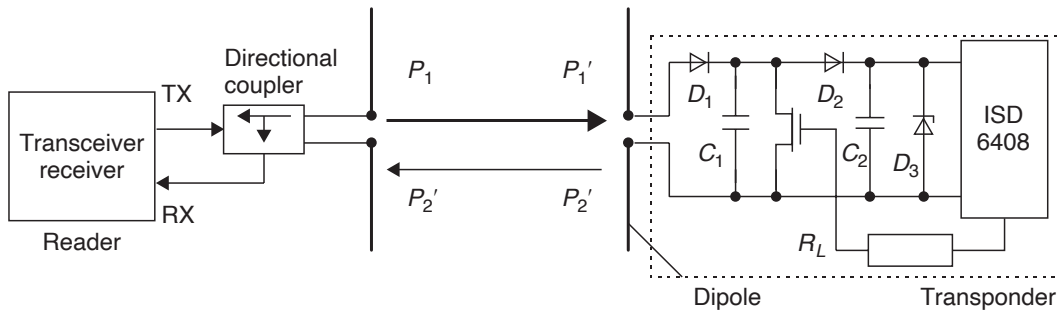 Directional
coupler
TX
Transceiver
receiver
RX
Reader
P₁
P₁′
P₂′
P₂′
D₁
C₁
D₂
C₂
D₃
ISD
6408
R_L
Dipole
Transponder